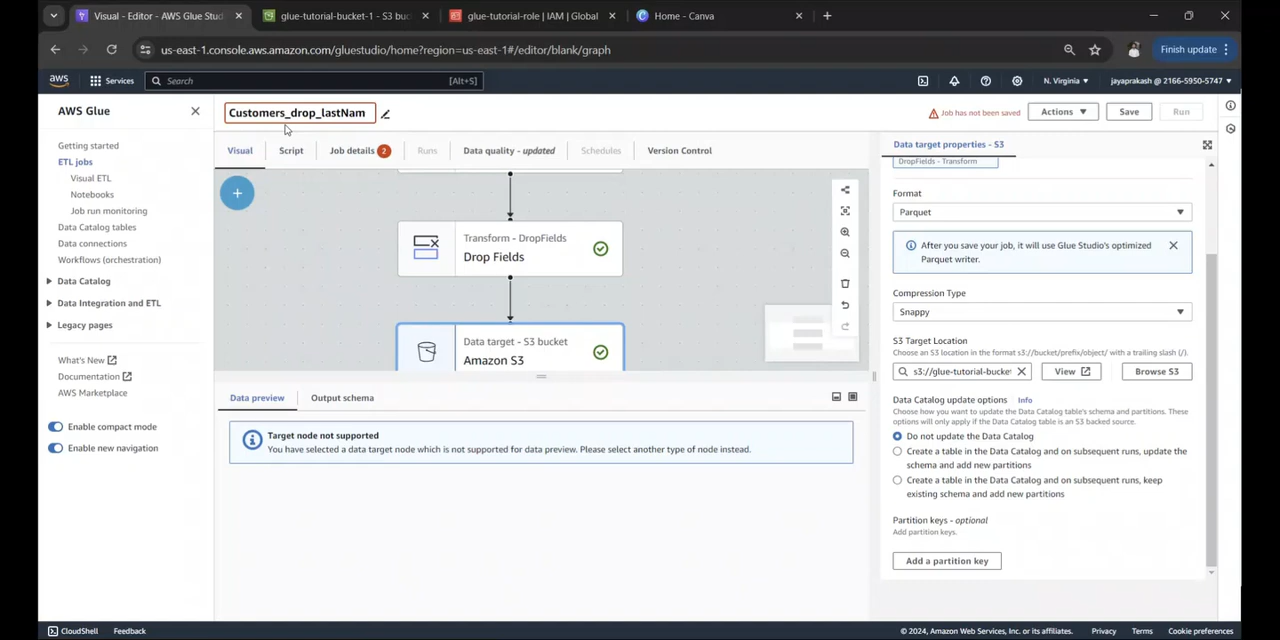 Visual - Editor - AWS Glue Stud
glue-tutorial-bucket-1 - S3 buc
glue-tutorial-role | IAM | Global
Home - Canva
us-east-1.console.aws.amazon.com/gluestudio/home?region=us-east-1#/editor/blank/graph
Finish update
aws
Services
Search
[Alt+S]
N. Virginia
jayaprakash @ 2166-5950-5747
AWS Glue
Getting started
ETL jobs
Visual ETL
Notebooks
Job run monitoring
Data Catalog tables
Data connections
Workflows (orchestration)
Data Catalog
Data Integration and ETL
Legacy pages
What's New
Documentation
AWS Marketplace
Enable compact mode
Enable new navigation
Customers_drop_lastNam
Job has not been saved
Actions
Save
Run
Visual
Script
Job details 2
Runs
Data quality - updated
Schedules
Version Control
Transform - DropFields
Drop Fields
Data target - S3 bucket
Amazon S3
Data preview
Output schema
Target node not supported
You have selected a data target node which is not supported for data preview. Please select another type of node instead.
Data target properties - S3
DropFields - Transform
Format
Parquet
After you save your job, it will use Glue Studio's optimized
Parquet writer.
Compression Type
Snappy
S3 Target Location
Choose an S3 location in the format s3://bucket/prefix/object/ with a trailing slash (/).
s3://glue-tutorial-bucket
View
Browse S3
Data Catalog update options Info
Choose how you want to update the Data Catalog table's schema and partitions. These
options will only apply if the Data Catalog table is an S3 backed source.
Do not update the Data Catalog
Create a table in the Data Catalog and on subsequent runs, update the
schema and add new partitions
Create a table in the Data Catalog and on subsequent runs, keep
existing schema and add new partitions
Partition keys - optional
Add partition keys.
Add a partition key
CloudShell
Feedback
© 2024, Amazon Web Services, Inc. or its affiliates.
Privacy
Terms
Cookie preferences